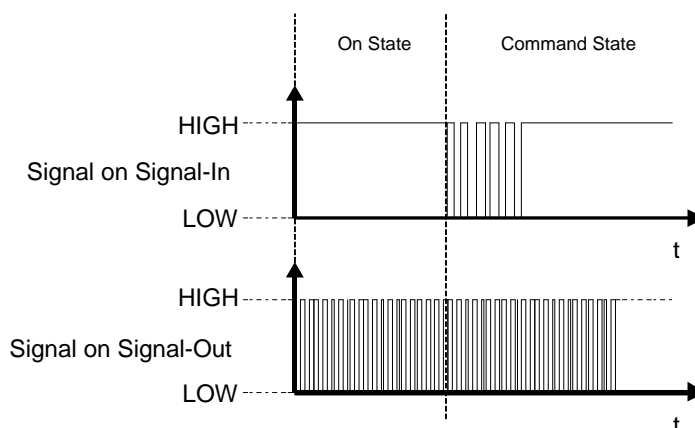 On State
Command State
HIGH
Signal on Signal-In
LOW
t
HIGH
Signal on Signal-Out
LOW
t